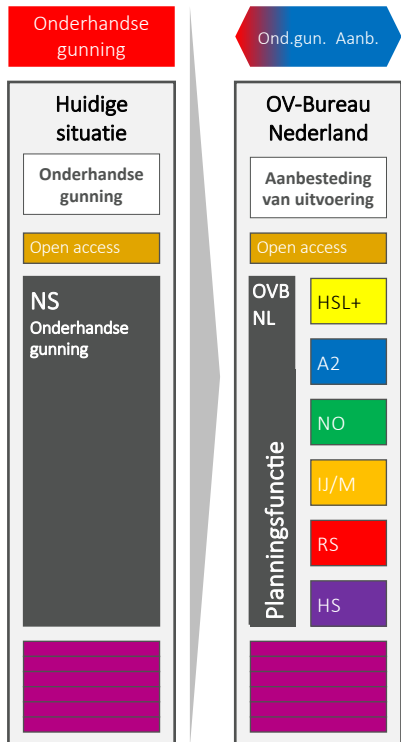 Onderhandse
gunning
Huidige
situatie
Onderhandse
gunning
Open access
NS
Onderhandse
gunning
Ond.gun. Aanb.
OV-Bureau
Nederland
Aanbesteding
van uitvoering
Open access
OVB
NL
Planningsfunctie
HSL+
A2
NO
IJ/M
RS
HS